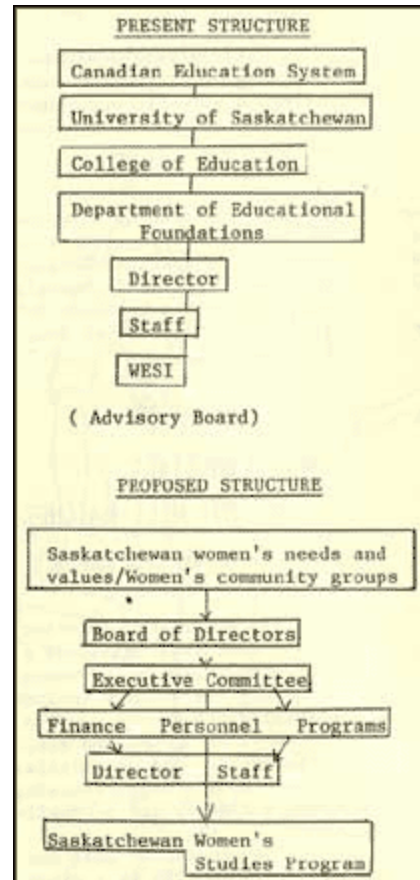 PRESENT STRUCTURE
Canadian Education System
University of Saskatchewan
College of Education
Department of Educational
Foundations
Director
Staff
WESI
( Advisory Board)
PROPOSED STRUCTURE
Saskatchewan women's needs and
values/Women's community groups
Board of Directors
Executive Committee
Finance Personnel Programs
Director Staff
Saskatchewan Women's
Studies Program